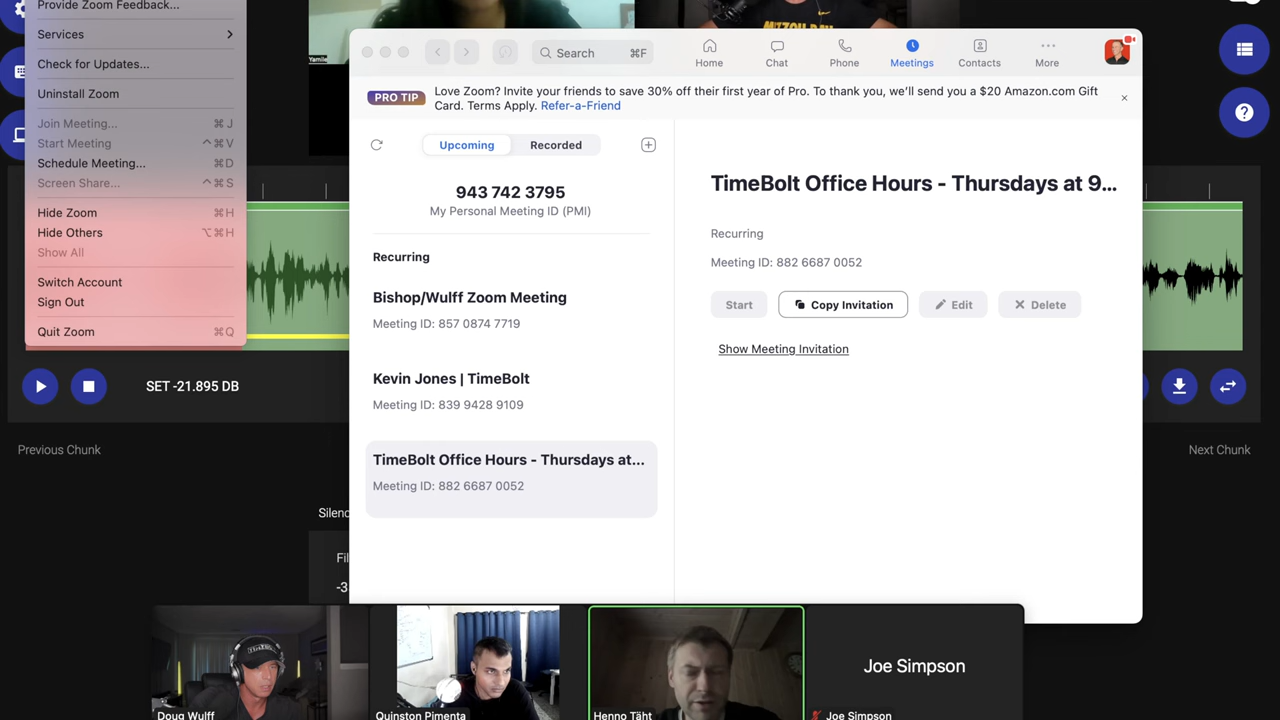 Provide Zoom Feedback...
Services
Check for Updates...
Uninstall Zoom
Join Meeting... ⌘ J
Start Meeting ^ ⌘ V
Schedule Meeting... ⌘ D
Screen Share... ^ ⌘ S
Hide Zoom ⌘ H
Hide Others ⌥ ⌘ H
Show All
Switch Account
Sign Out
Quit Zoom ⌘ Q
Yamile
MIZZOU
Search ⌘F
Home
Chat
Phone
Meetings
Contacts
More
PRO TIP
Love Zoom? Invite your friends to save 30% off their first year of Pro. To thank you, we'll send you a $20 Amazon.com Gift
Card. Terms Apply. Refer-a-Friend
Upcoming
Recorded
943 742 3795
My Personal Meeting ID (PMI)
Recurring
Bishop/Wulff Zoom Meeting
Meeting ID: 857 0874 7719
Kevin Jones | TimeBolt
Meeting ID: 839 9428 9109
TimeBolt Office Hours - Thursdays at...
Meeting ID: 882 6687 0052
TimeBolt Office Hours - Thursdays at 9...
Recurring
Meeting ID: 882 6687 0052
Start
Copy Invitation
Edit
Delete
Show Meeting Invitation
SET -21.895 DB
Previous Chunk
Next Chunk
Silenc
Fil
-3
Doug Wulff
Quinston Pimenta
Henno Täht
Joe Simpson
Joe Simpson